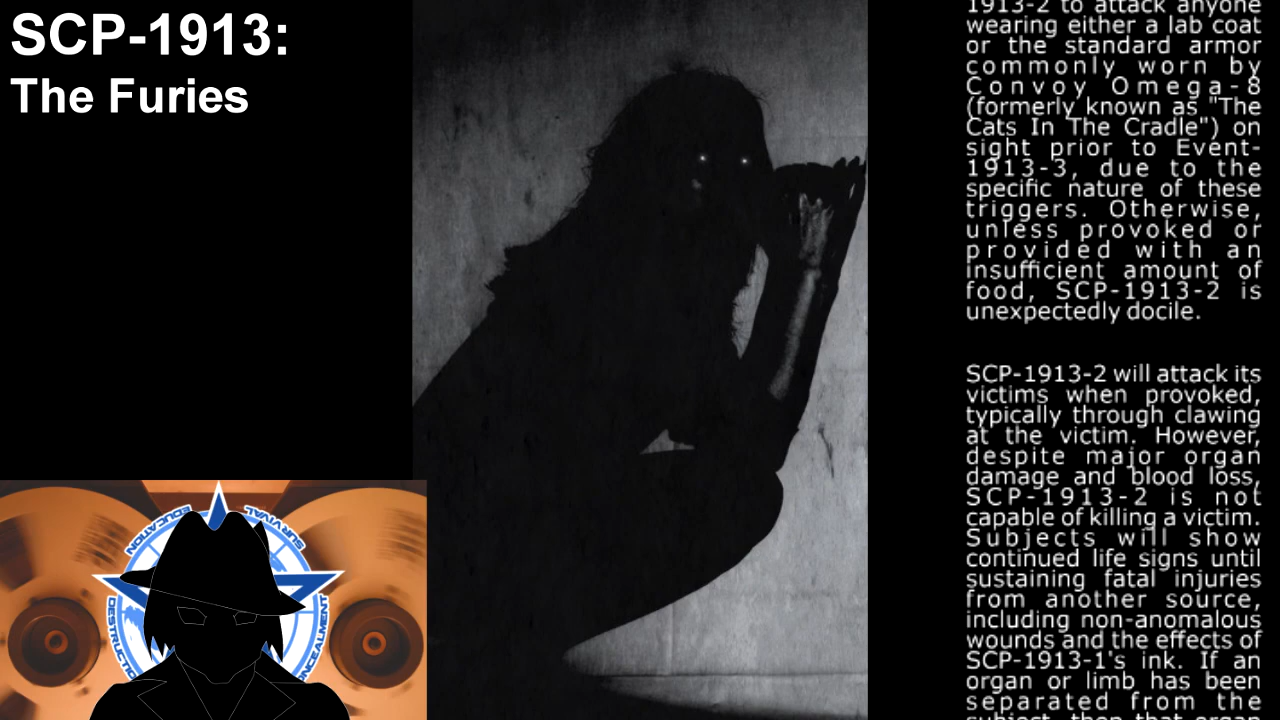 SCP-1913:
The Furies
1913-2 to attack anyone
wearing either a lab coat
or the standard armor
commonly worn by
Convoy Omega-8
(formerly known as "The
Cats In The Cradle") on
sight prior to Event-
1913-3, due to the
specific nature of these
triggers. Otherwise,
unless provoked or
provided with an
insufficient amount of
food, SCP-1913-2 is
unexpectedly docile.
SCP-1913-2 will attack its
victims when provoked,
typically through clawing
at the victim. However,
despite major organ
damage and blood loss,
SCP-1913-2 is not
capable of killing a victim.
Subjects will show
continued life signs until
sustaining fatal injuries
from another source,
including non-anomalous
wounds and the effects of
SCP-1913-1's ink. If an
organ or limb has been
separated from the
subject, then that organ
EDUCATION
SURVIVAL